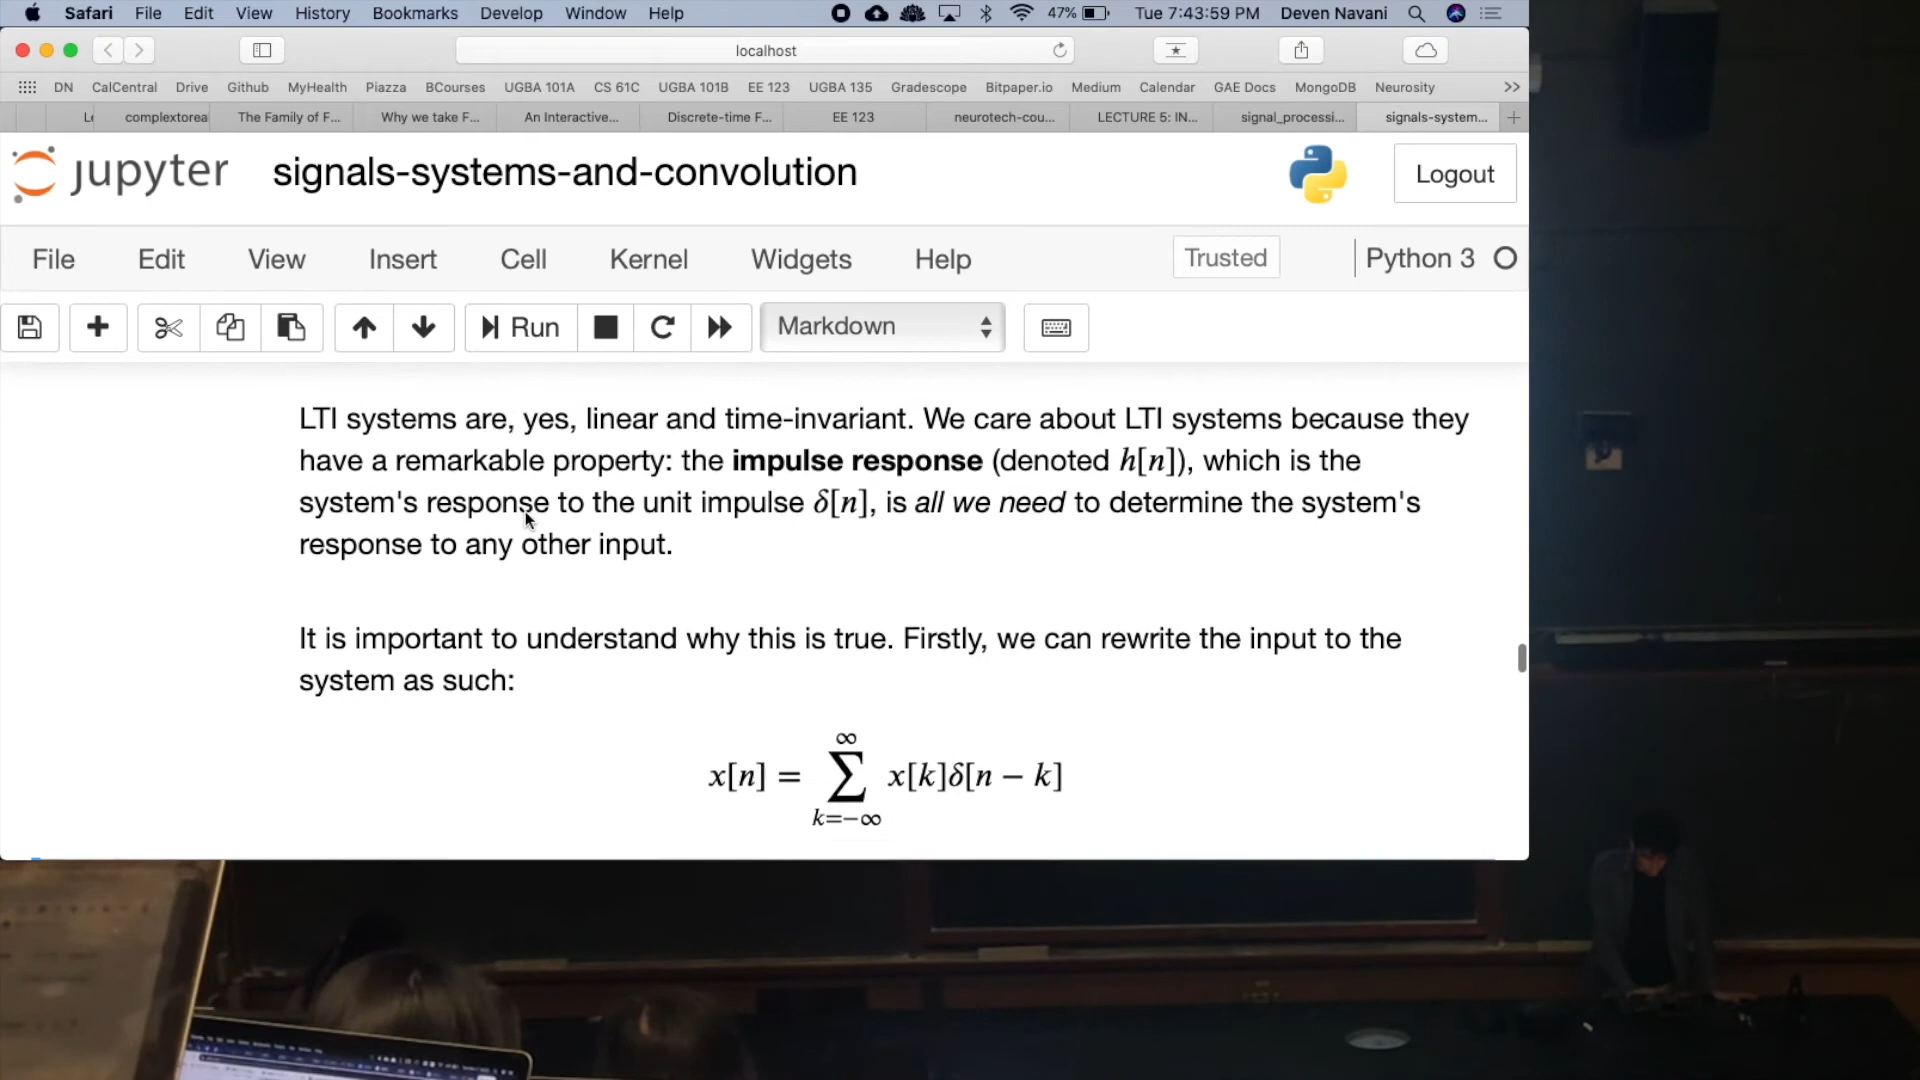 Safari File Edit View History Bookmarks Develop Window Help 47% Tue 7:43:59 PM Deven Navani
localhost
DN CalCentral Drive Github MyHealth Piazza BCourses UGBA 101A CS 61C UGBA 101B EE 123 UGBA 135 Gradescope Bitpaper.io Medium Calendar GAE Docs MongoDB Neurosity >>
complextorea The Family of F... Why we take F... An Interactive... Discrete-time F... EE 123 neurotech-cou... LECTURE 5: IN... signal_processi... signals-system... +
jupyter signals-systems-and-convolution Logout
File Edit View Insert Cell Kernel Widgets Help Trusted Python 3
Run Markdown
LTI systems are, yes, linear and time-invariant. We care about LTI systems because they
have a remarkable property: the impulse response (denoted h[n]), which is the
system's response to the unit impulse δ[n], is all we need to determine the system's
response to any other input.
It is important to understand why this is true. Firstly, we can rewrite the input to the
system as such:
x[n] = ∑_{k=−∞}^{∞} x[k]δ[n − k]